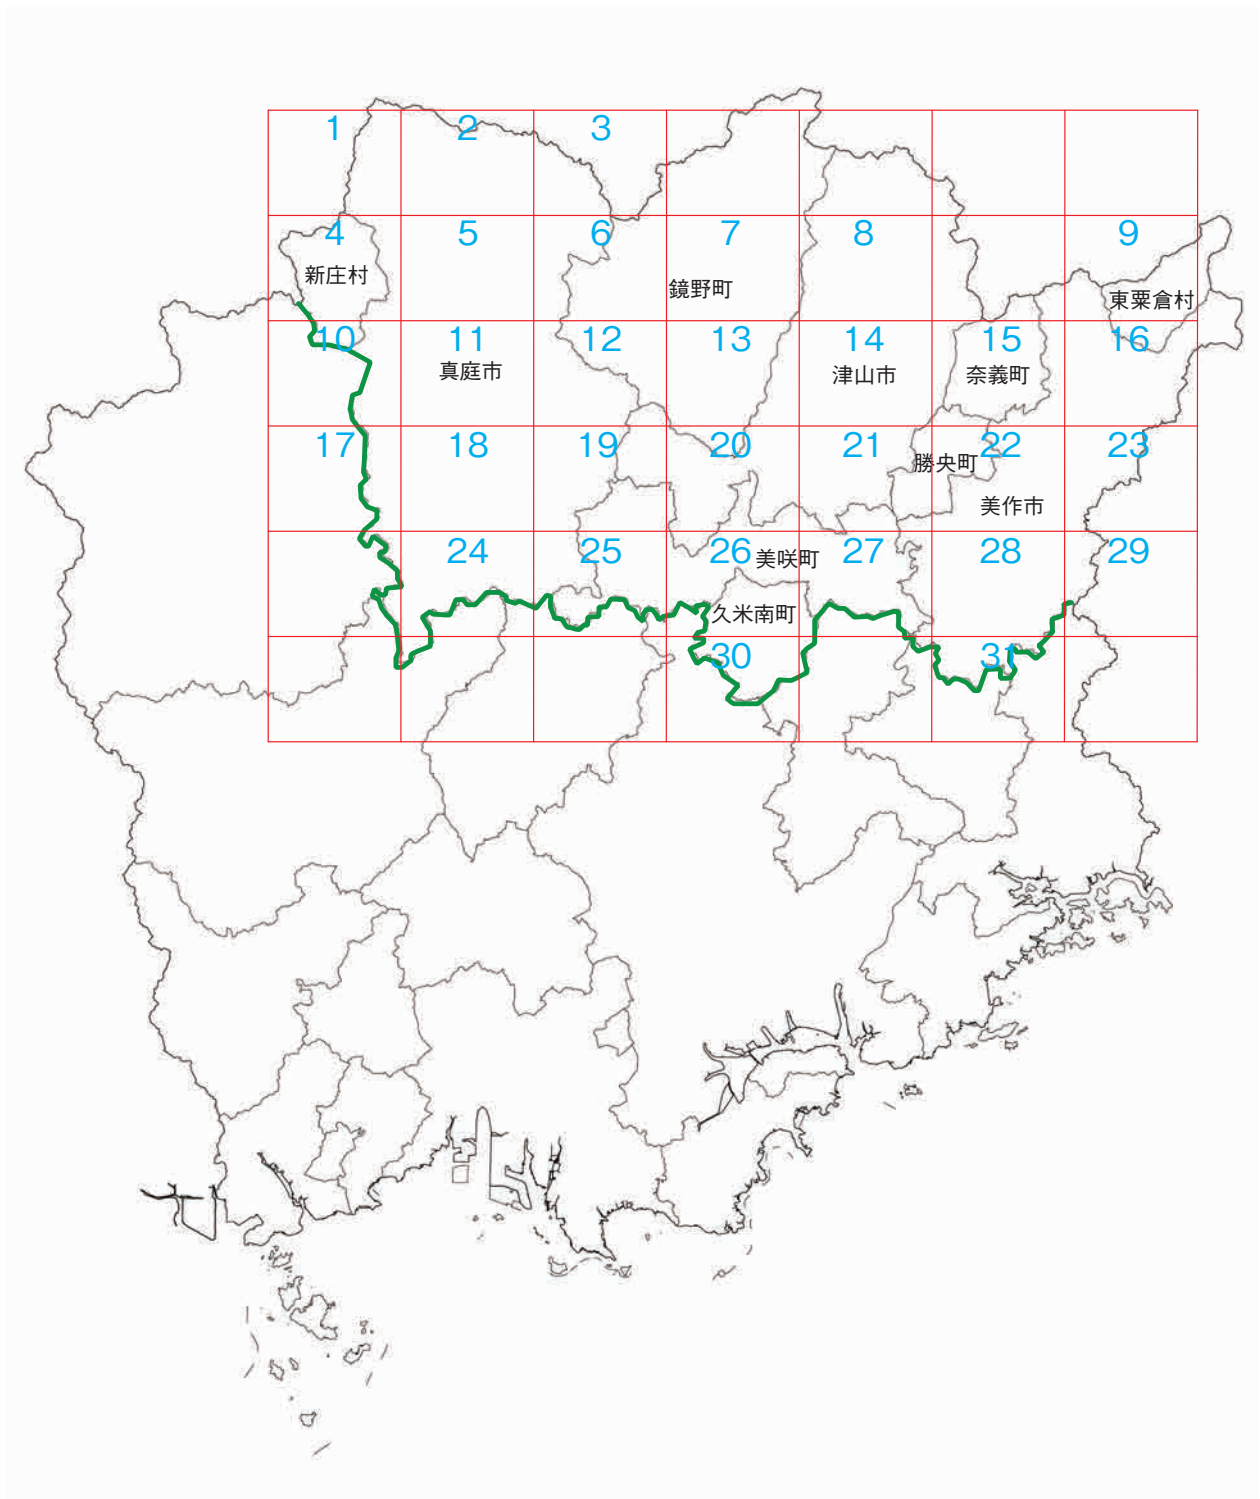 1 2 3
4 5 6 7 8 9
新庄村 鏡野町 東粟倉村
10 11 12 13 14 15 16
真庭市 津山市 奈義町
17 18 19 20 21 22 23
勝央町
美作市
24 25 26 美咲町 27 28 29
久米南町
30 31